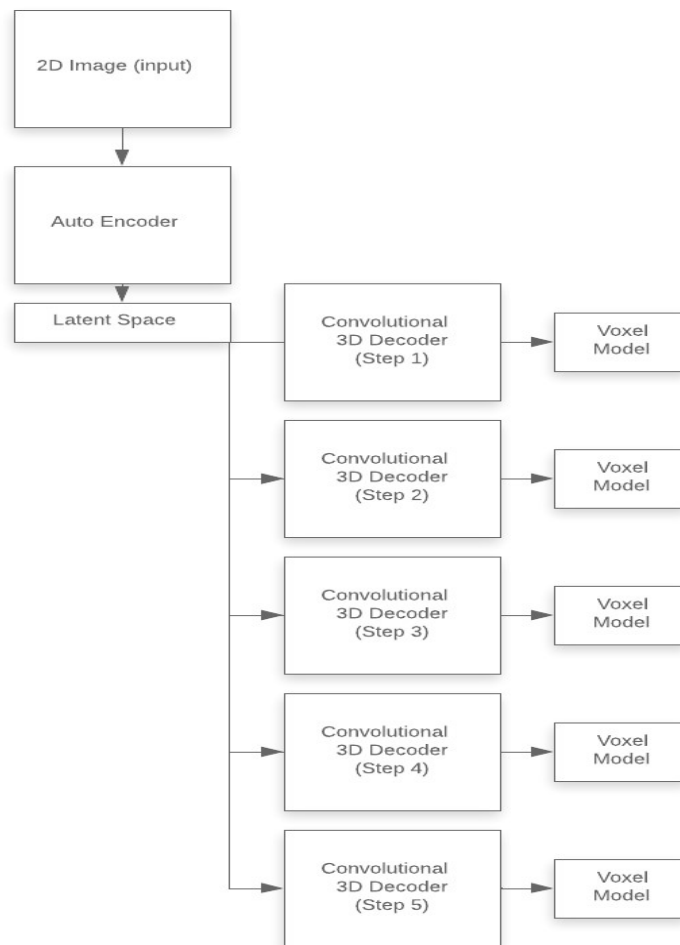 2D Image (input)
Auto Encoder
Latent Space
Convolutional
3D Decoder
(Step 1)
Voxel
Model
Convolutional
3D Decoder
(Step 2)
Voxel
Model
Convolutional
3D Decoder
(Step 3)
Voxel
Model
Convolutional
3D Decoder
(Step 4)
Voxel
Model
Convolutional
3D Decoder
(Step 5)
Voxel
Model